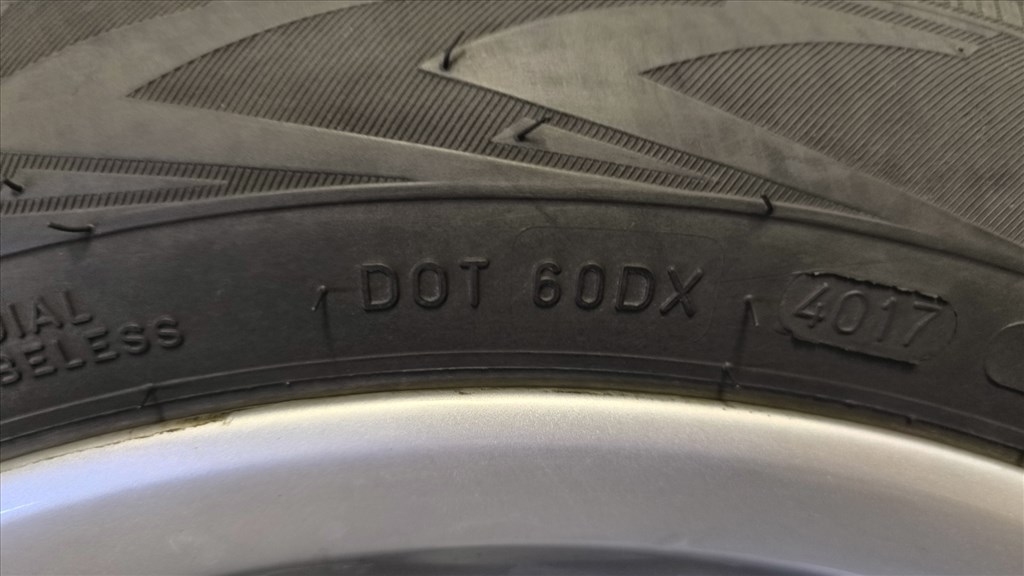 DIAL
BELESS
DOT 60DX 4017